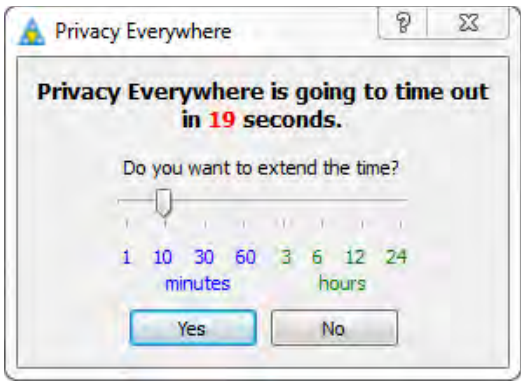 Privacy Everywhere
Privacy Everywhere is going to time out
in 19 seconds.
Do you want to extend the time?
1 10 30 60 3 6 12 24
minutes hours
Yes No